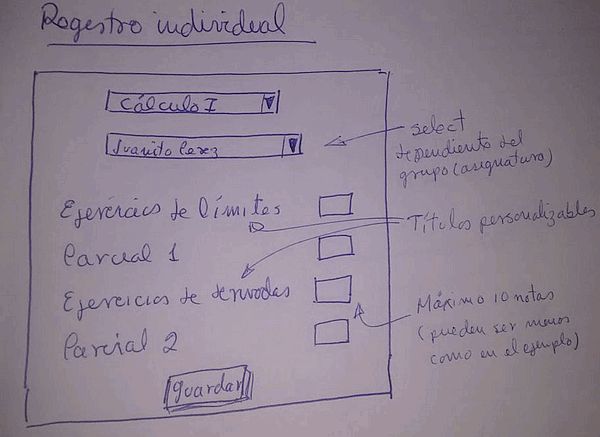 Registro individual
Cálculo I
Juanito Perez
select
dependiente del
grupo (asignatura)
Ejercicios de límites
Títulos personalizables
Parcial 1
Ejercicios de derivadas
Máximo 10 notas
(pueden ser menos
como en el ejemplo)
Parcial 2
guardar